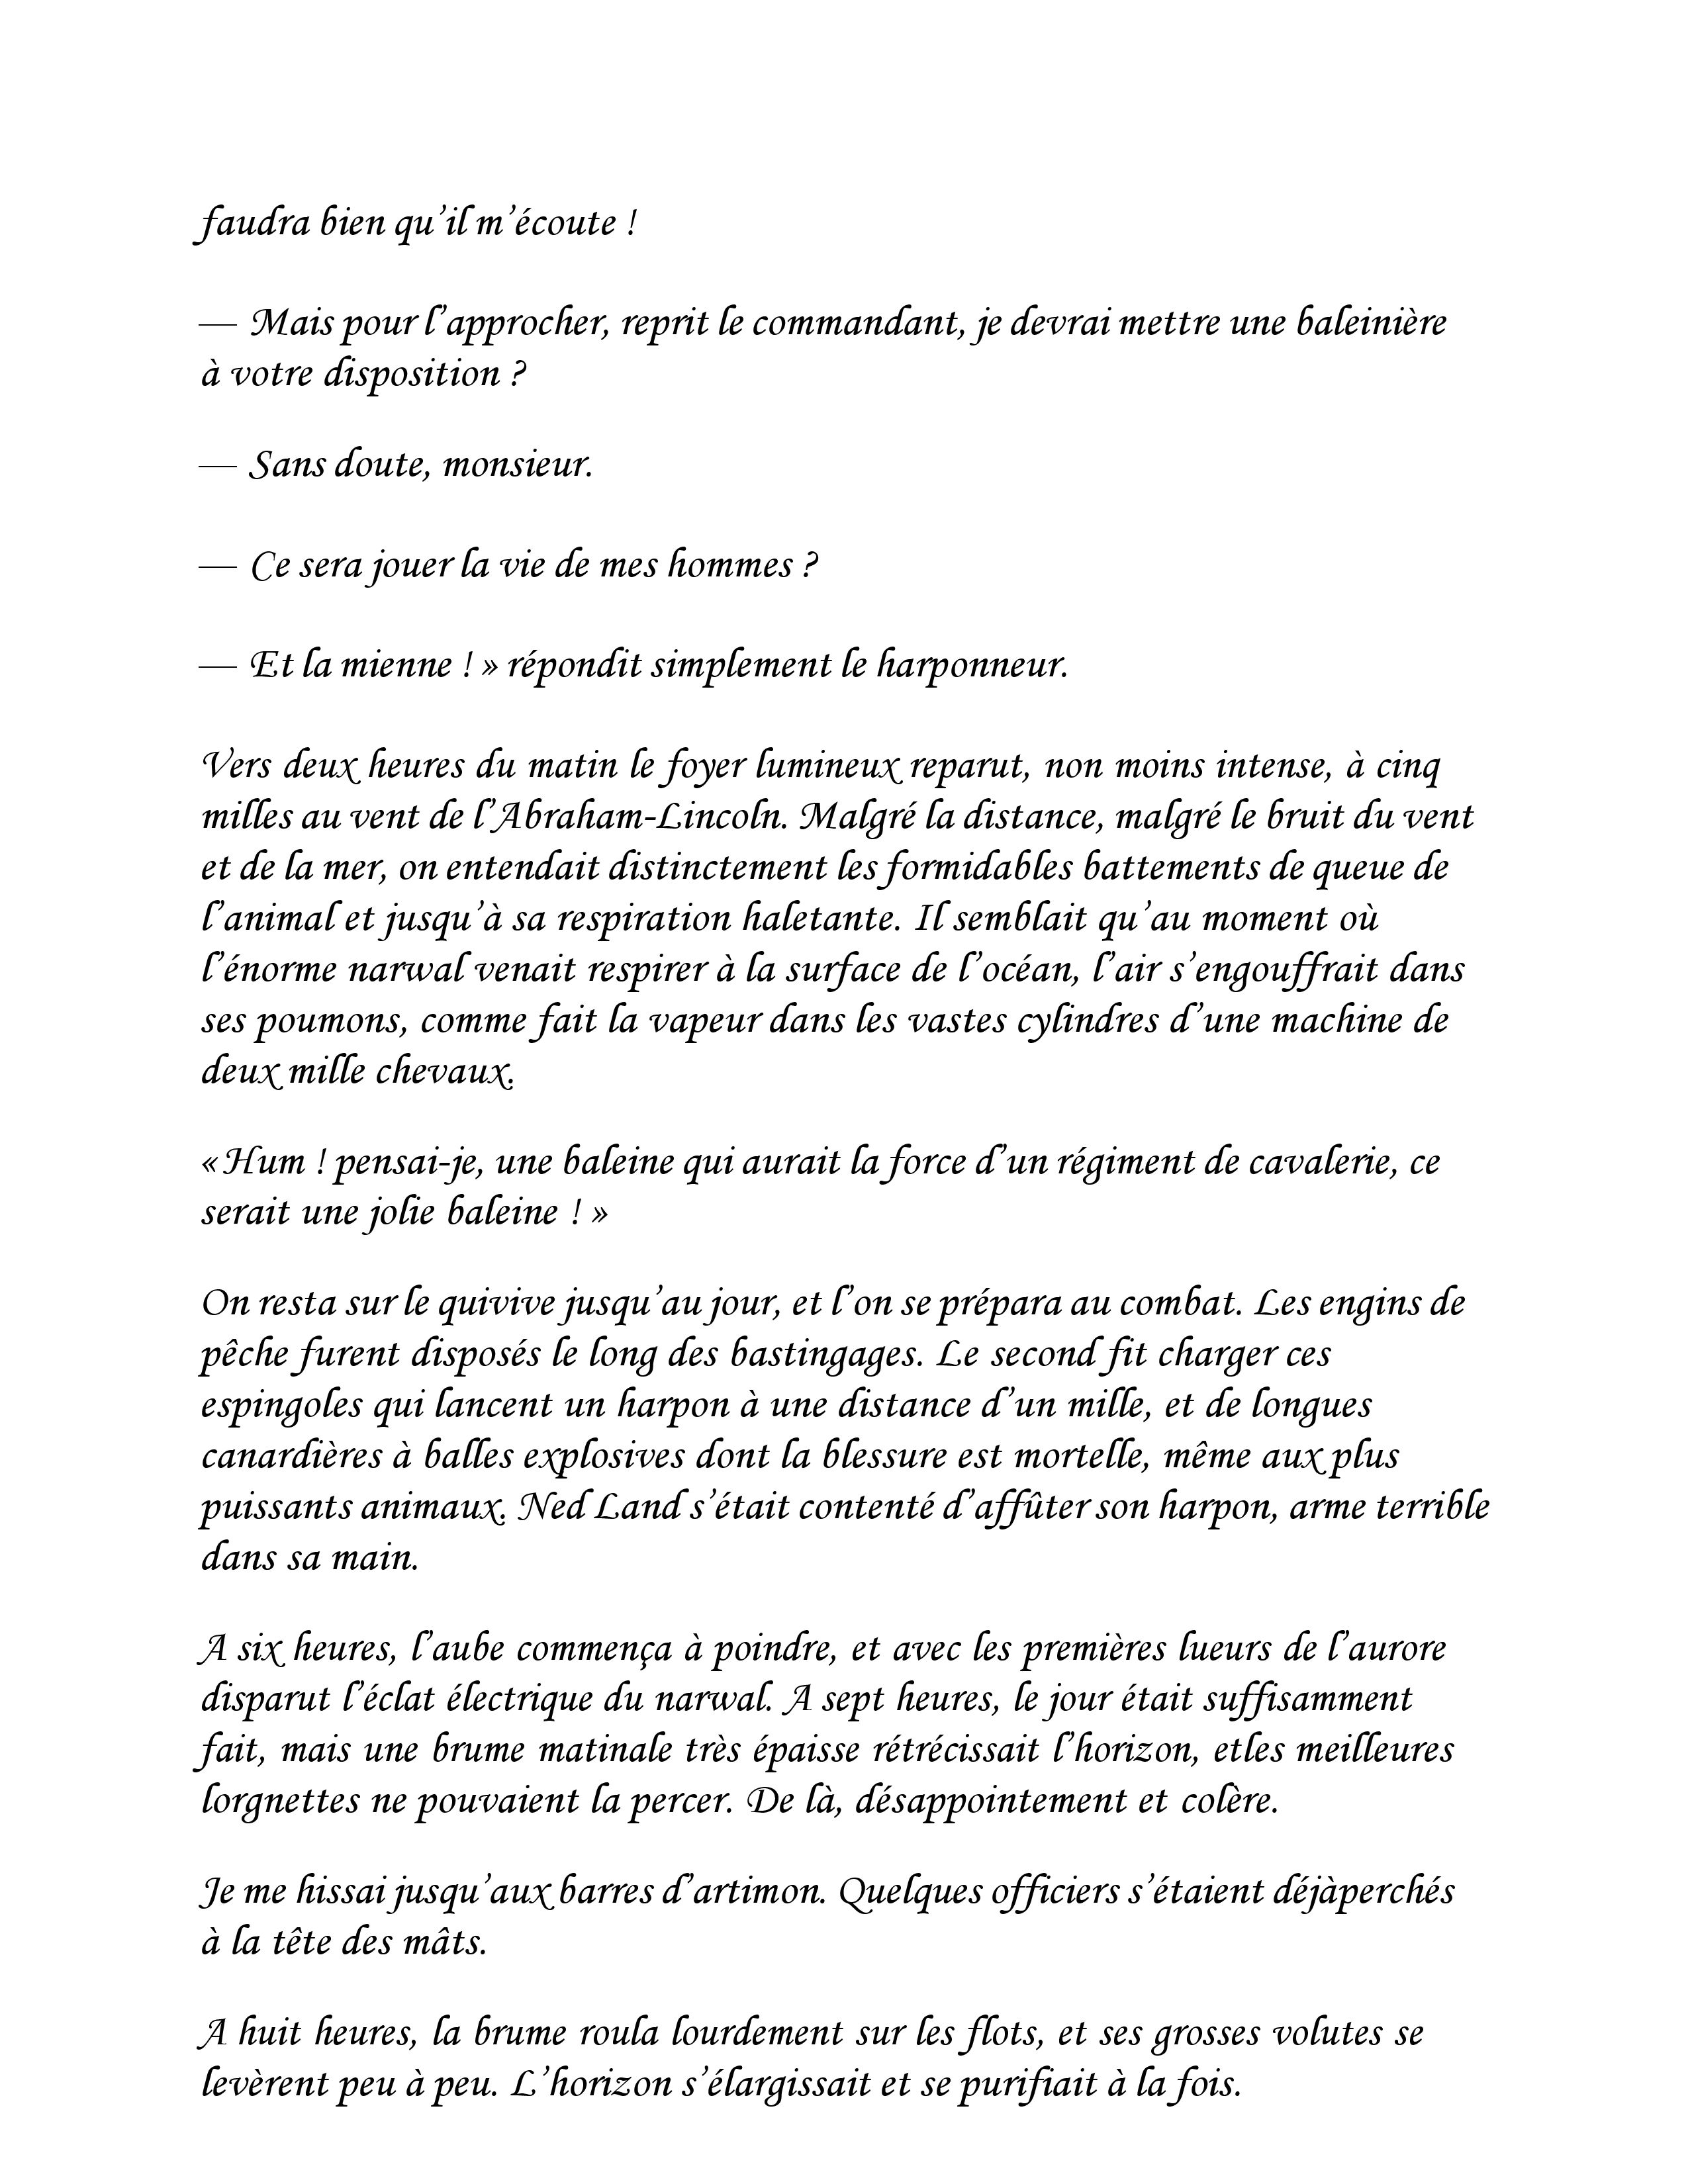 faudra bien qu’il m’écoute !
— Mais pour l’approcher, reprit le commandant, je devrai mettre une baleinière
à votre disposition ?
— Sans doute, monsieur.
— Ce sera jouer la vie de mes hommes ?
— Et la mienne ! » répondit simplement le harponneur.
Vers deux heures du matin le foyer lumineux reparut, non moins intense, à cinq
milles au vent de l’Abraham-Lincoln. Malgré la distance, malgré le bruit du vent
et de la mer, on entendait distinctement les formidables battements de queue de
l’animal et jusqu’à sa respiration haletante. Il semblait qu’au moment où
l’énorme narwal venait respirer à la surface de l’océan, l’air s’engouffrait dans
ses poumons, comme fait la vapeur dans les vastes cylindres d’une machine de
deux mille chevaux.
« Hum ! pensai-je, une baleine qui aurait la force d’un régiment de cavalerie, ce
serait une jolie baleine ! »
On resta sur le quivive jusqu’au jour, et l’on se prépara au combat. Les engins de
pêche furent disposés le long des bastingages. Le second fit charger ces
espingoles qui lancent un harpon à une distance d’un mille, et de longues
canardières à balles explosives dont la blessure est mortelle, même aux plus
puissants animaux. Ned Land s’était contenté d’affûter son harpon, arme terrible
dans sa main.
A six heures, l’aube commença à poindre, et avec les premières lueurs de l’aurore
disparut l’éclat électrique du narwal. A sept heures, le jour était suffisamment
fait, mais une brume matinale très épaisse rétrécissait l’horizon, etles meilleures
lorgnettes ne pouvaient la percer. De là, désappointement et colère.
Je me hissai jusqu’aux barres d’artimon. Quelques officiers s’étaient déjàperchés
à la tête des mâts.
A huit heures, la brume roula lourdement sur les flots, et ses grosses volutes se
levèrent peu à peu. L’horizon s’élargissait et se purifiait à la fois.